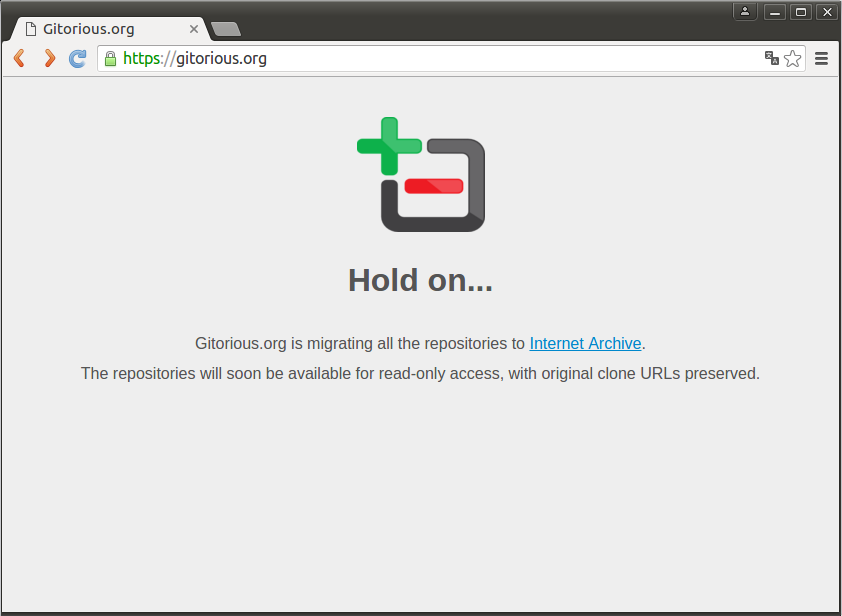 Gitorious.org
https://gitorious.org
Hold on...
Gitorious.org is migrating all the repositories to Internet Archive.
The repositories will soon be available for read-only access, with original clone URLs preserved.